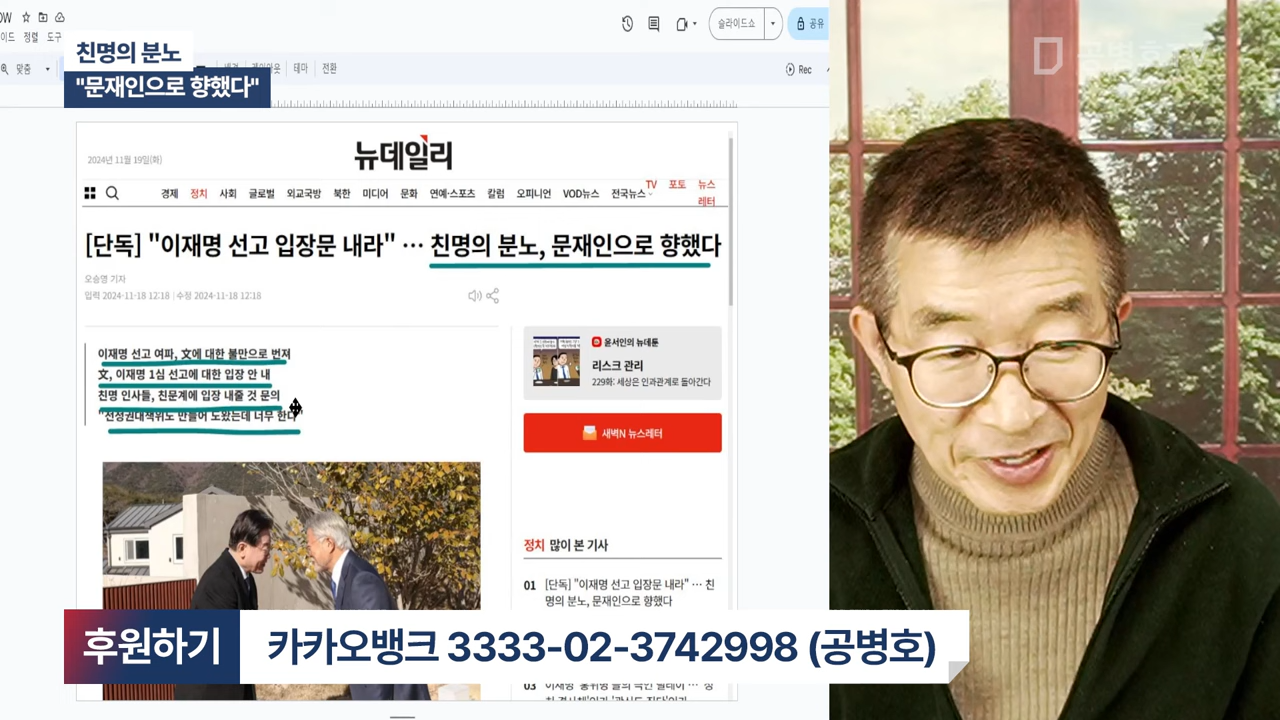 OW
이드 정렬 도구
슬라이드쇼
공유
맞춤
테마
전환
Rec
친명의 분노
"문재인으로 향했다"
공병호TV
2024년 11월 19일(화)
뉴데일리
경제 정치 사회 글로벌 외교국방 북한 미디어 문화 연예·스포츠 칼럼 오피니언 VOD뉴스 전국뉴스 TV 포토 뉴스레터
[단독] "이재명 선고 입장문 내라" … 친명의 분노, 문재인으로 향했다
오승영 기자
입력 2024-11-18 12:18 | 수정 2024-11-18 12:18
이재명 선고 여파, 文에 대한 불만으로 번져
文, 이재명 1심 선고에 대한 입장 안 내
친명 인사들, 친문계에 입장 내줄 것 문의
"전정권대책위도 만들어 도왔는데 너무 한다"
윤서인의 뉴데툰
리스크 관리
229화: 세상은 인과관계로 돌아간다
새벽N 뉴스레터
정치 많이 본 기사
01 [단독] "이재명 선고 입장문 내라" … 친
명의 분노, 문재인으로 향했다
03
후원하기
카카오뱅크 3333-02-3742998 (공병호)